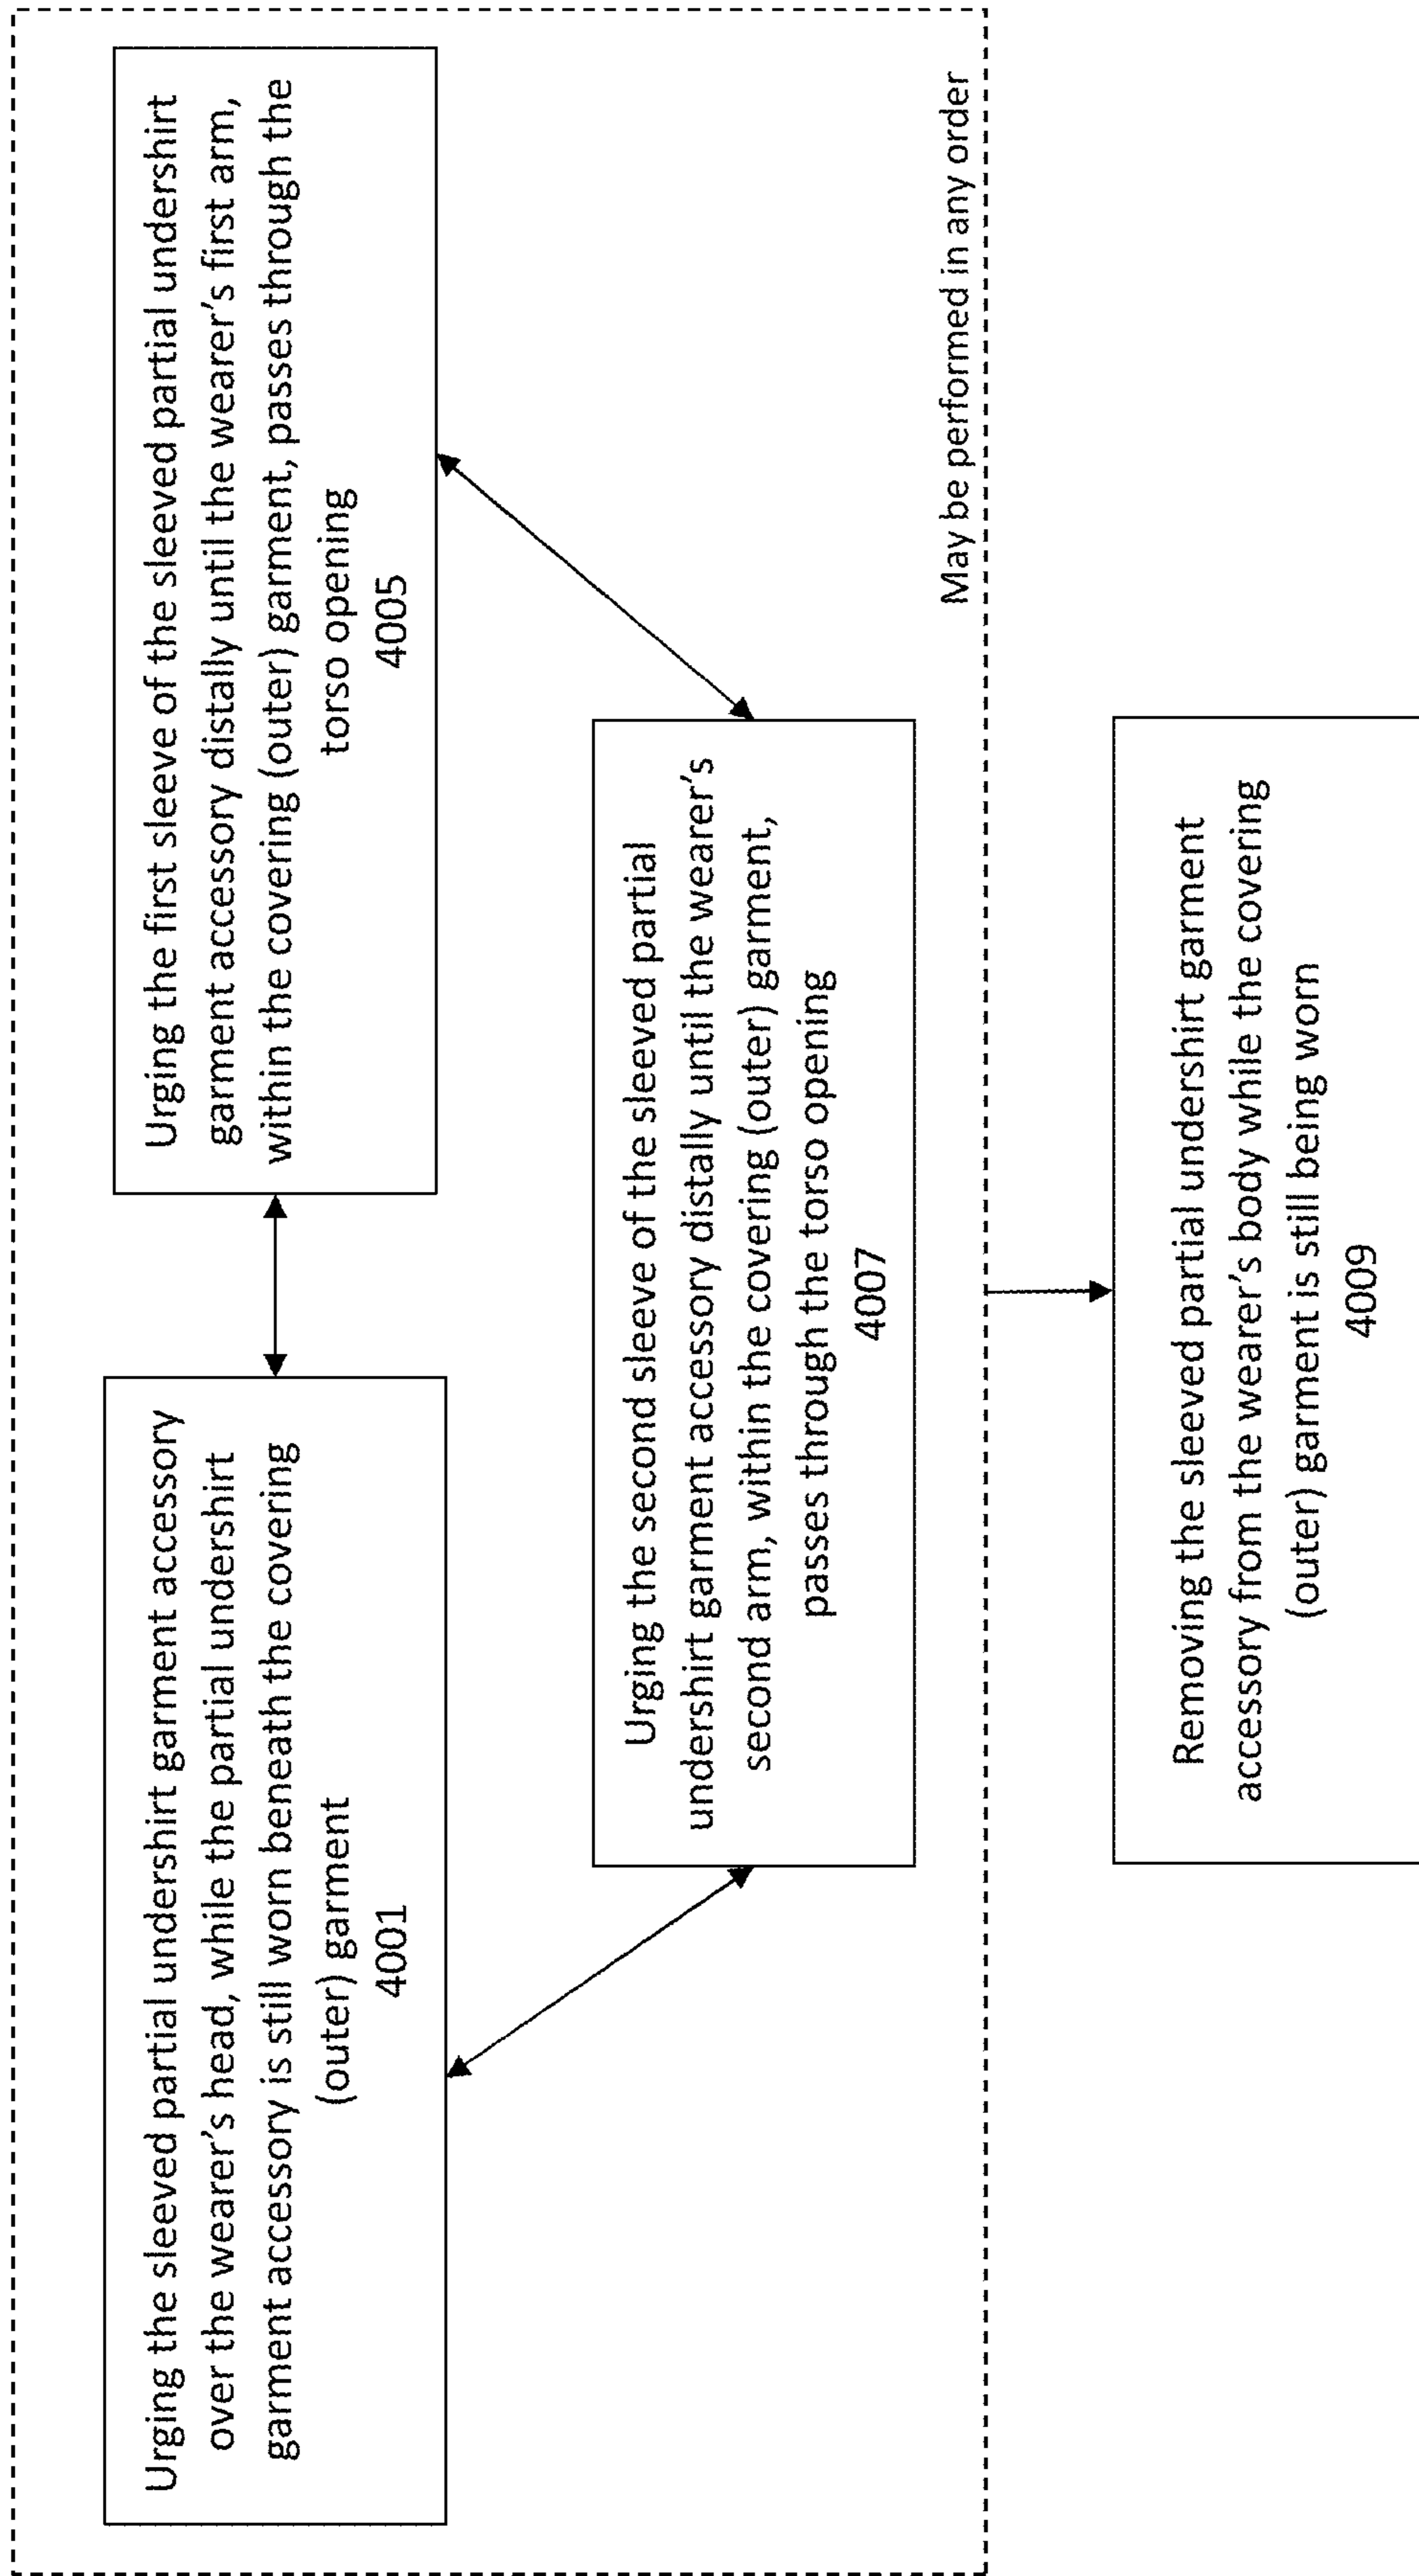 Urging the sleeved partial undershirt garment accessory
over the wearer's head, while the partial undershirt
garment accessory is still worn beneath the covering
(outer) garment
4001
Urging the first sleeve of the sleeved partial undershirt
garment accessory distally until the wearer's first arm,
within the covering (outer) garment, passes through the
torso opening
4005
Urging the second sleeve of the sleeved partial
undershirt garment accessory distally until the wearer's
second arm, within the covering (outer) garment,
passes through the torso opening
4007
May be performed in any order
Removing the sleeved partial undershirt garment
accessory from the wearer's body while the covering
(outer) garment is still being worn
4009